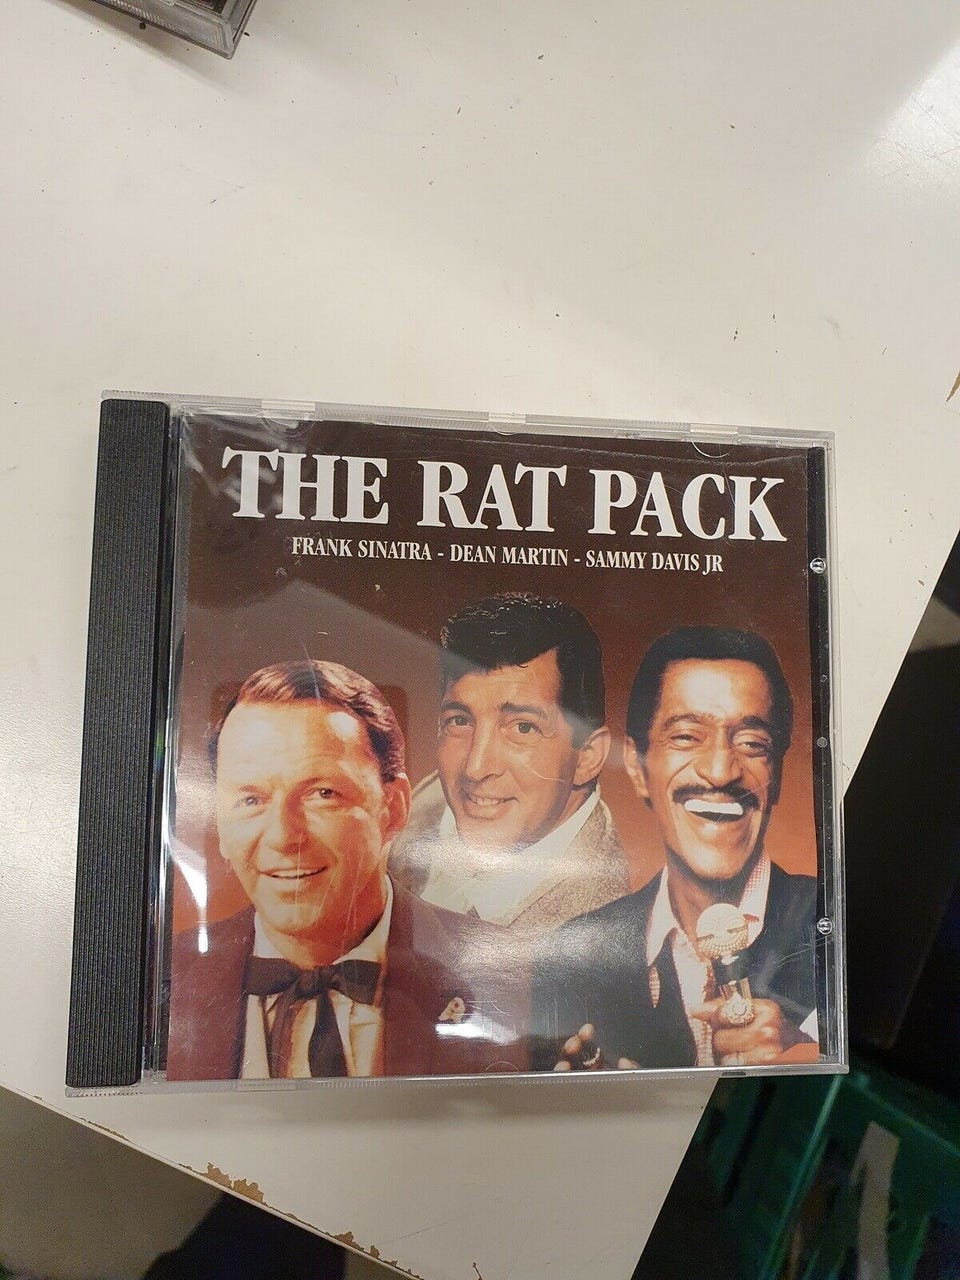 THE RAT PACK
FRANK SINATRA - DEAN MARTIN - SAMMY DAVIS JR